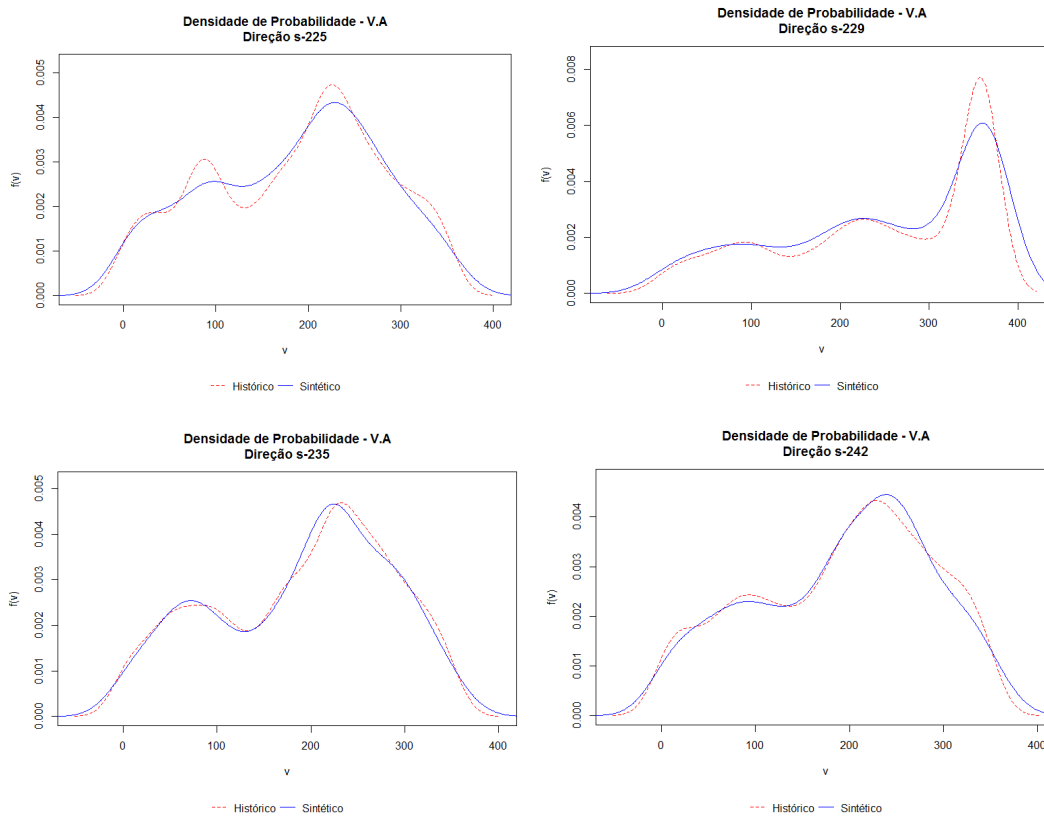 Densidade de Probabilidade - V.A
Direção s-225
f(v)
0.005
0.004
0.003
0.002
0.001
0.000
0 100 200 300 400
v
Histórico Sintético
Densidade de Probabilidade - V.A
Direção s-229
f(v)
0.008
0.006
0.004
0.002
0.000
0 100 200 300 400
v
Histórico Sintético
Densidade de Probabilidade - V.A
Direção s-235
f(v)
0.005
0.004
0.003
0.002
0.001
0.000
0 100 200 300 400
v
Histórico Sintético
Densidade de Probabilidade - V.A
Direção s-242
f(v)
0.004
0.003
0.002
0.001
0.000
0 100 200 300 400
v
Histórico Sintético